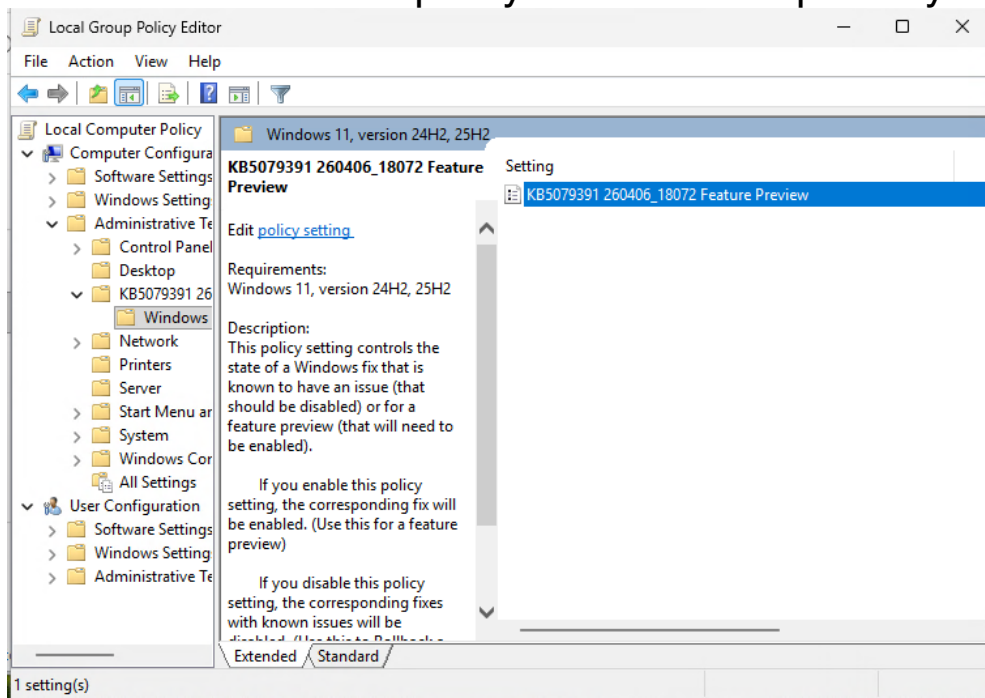 Local Group Policy Editor
File Action View Help
Local Computer Policy
Computer Configura
Software Settings
Windows Setting
Administrative Te
Control Panel
Desktop
KB5079391 26
Windows
Network
Printers
Server
Start Menu ar
System
Windows Cor
All Settings
User Configuration
Software Settings
Windows Setting
Administrative Te
Windows 11, version 24H2, 25H2
KB5079391 260406_18072 Feature
Preview
Edit policy setting
Requirements:
Windows 11, version 24H2, 25H2
Description:
This policy setting controls the
state of a Windows fix that is
known to have an issue (that
should be disabled) or for a
feature preview (that will need to
be enabled).
If you enable this policy
setting, the corresponding fix will
be enabled. (Use this for a feature
preview)
If you disable this policy
setting, the corresponding fixes
with known issues will be
disabled. (Use this to Rollback a
Setting
KB5079391 260406_18072 Feature Preview
Extended Standard
1 setting(s)